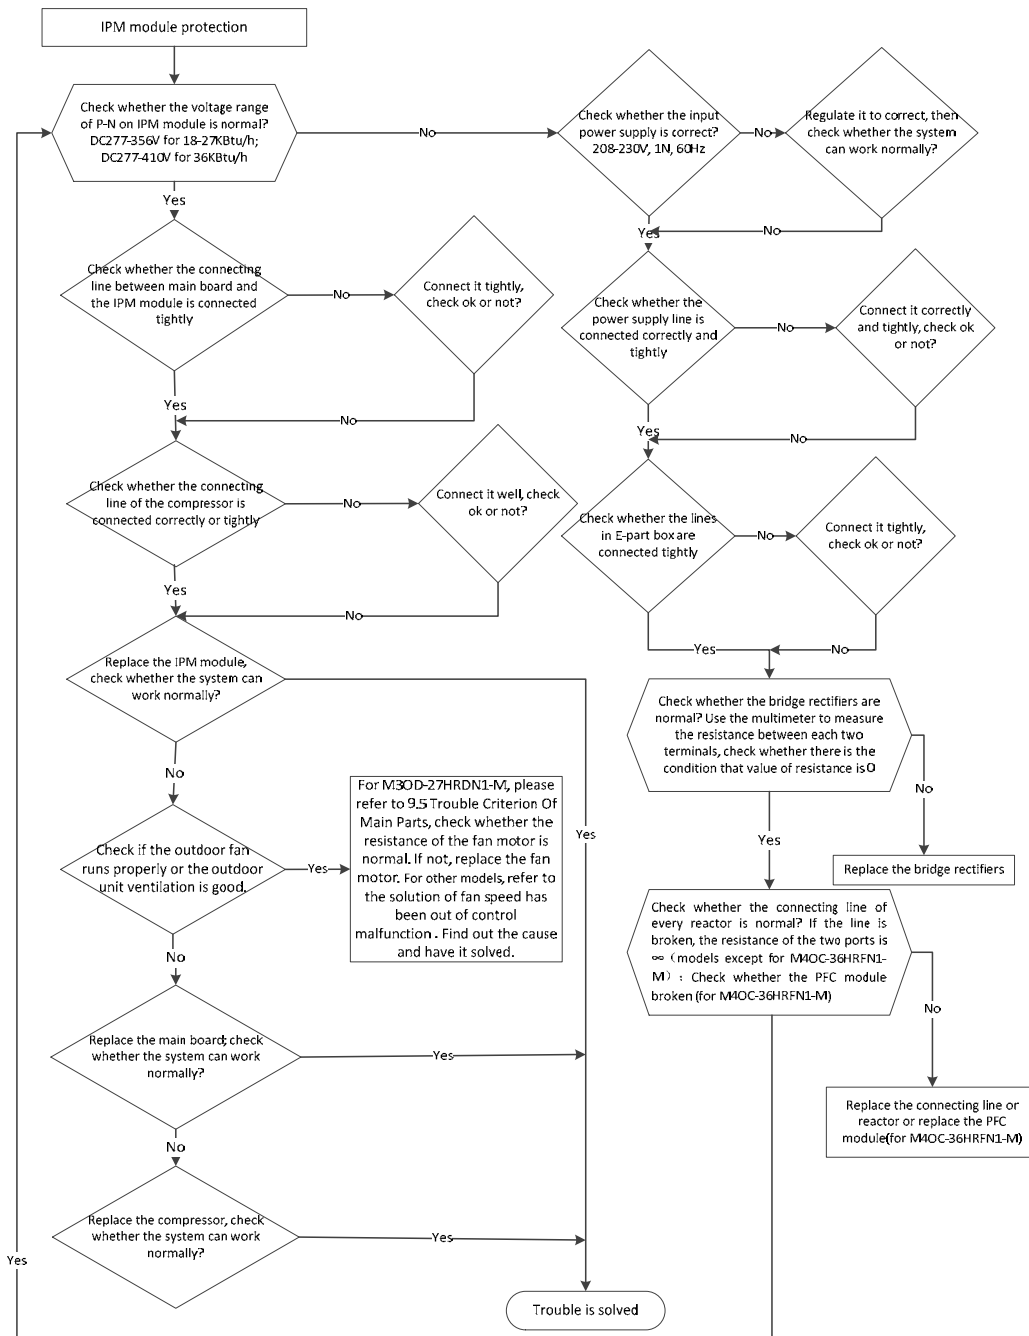 IPM module protection
Check whether the voltage range
of P-N on IPM module is normal?
DC277-356V for 18-27KBtu/h;
DC277-410V for 36KBtu/h
No
Check whether the input
power supply is correct?
208-230V, 1N, 60Hz
No
Regulate it to correct, then
check whether the system
can work normally?
Yes
Yes
No
Check whether the connecting
line between main board and
the IPM module is connected
tightly
No
Connect it tightly,
check ok or not?
Check whether the
power supply line is
connected correctly and
tightly
No
Connect it correctly
and tightly, check ok
or not?
Yes
No
Yes
No
Check whether the connecting
line of the compressor is
connected correctly or tightly
No
Connect it well, check
ok or not?
Check whether the lines
in E-part box are
connected tightly
No
Connect it tightly,
check ok or not?
Yes
No
Yes
No
Replace the IPM module,
check whether the system can
work normally?
Check whether the bridge rectifiers are
normal? Use the multimeter to measure
the resistance between each two
terminals, check whether there is the
condition that value of resistance is 0
No
No
For M3OD-27HRDN1-M, please
refer to 9.5 Trouble Criterion Of
Main Parts, check whether the
resistance of the fan motor is
normal. If not, replace the fan
motor. For other models, refer to
the solution of fan speed has
been out of control
malfunction . Find out the cause
and have it solved.
Yes
Yes
Check if the outdoor fan
runs properly or the outdoor
unit ventilation is good.
Yes
Replace the bridge rectifiers
Check whether the connecting line of
every reactor is normal? If the line is
broken, the resistance of the two ports is
∞（models except for M4OC-36HRFN1-
M）; Check whether the PFC module
broken (for M4OC-36HRFN1-M)
No
No
Replace the main board, check
whether the system can work
normally?
Yes
Replace the connecting line or
reactor or replace the PFC
module(for M4OC-36HRFN1-M)
No
Replace the compressor, check
whether the system can work
normally?
Yes
Yes
Trouble is solved